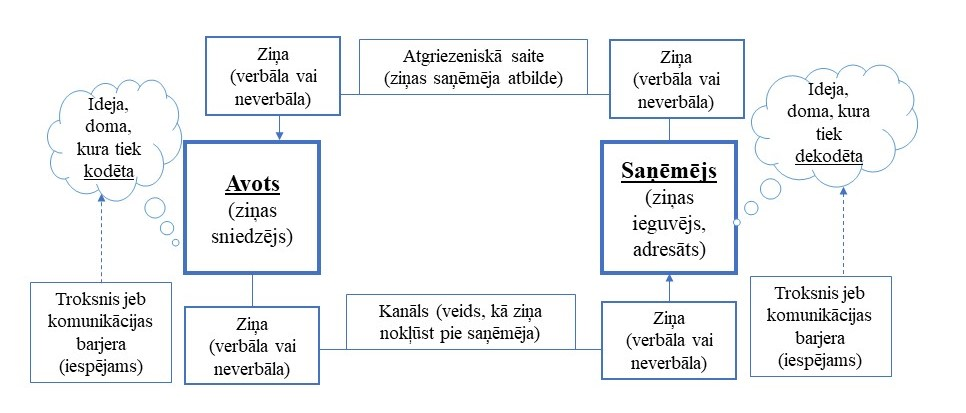 Ziņa
(verbāla vai
neverbāla)
Atgriezeniskā saite
(ziņas saņēmēja atbilde)
Ziņa
(verbāla vai
neverbāla)
Ideja,
doma,
kura tiek
kodēta
Ideja,
doma, kura
tiek
dekodēta
Avots
(ziņas
sniedzējs)
Saņēmējs
(ziņas
ieguvējs,
adresāts)
Troksnis jeb
komunikācijas
barjera
(iespējams)
Ziņa
(verbāla vai
neverbāla)
Kanāls (veids, kā ziņa
nokļūst pie saņēmēja)
Ziņa
(verbāla vai
neverbāla)
Troksnis jeb
komunikācijas
barjera
(iespējams)